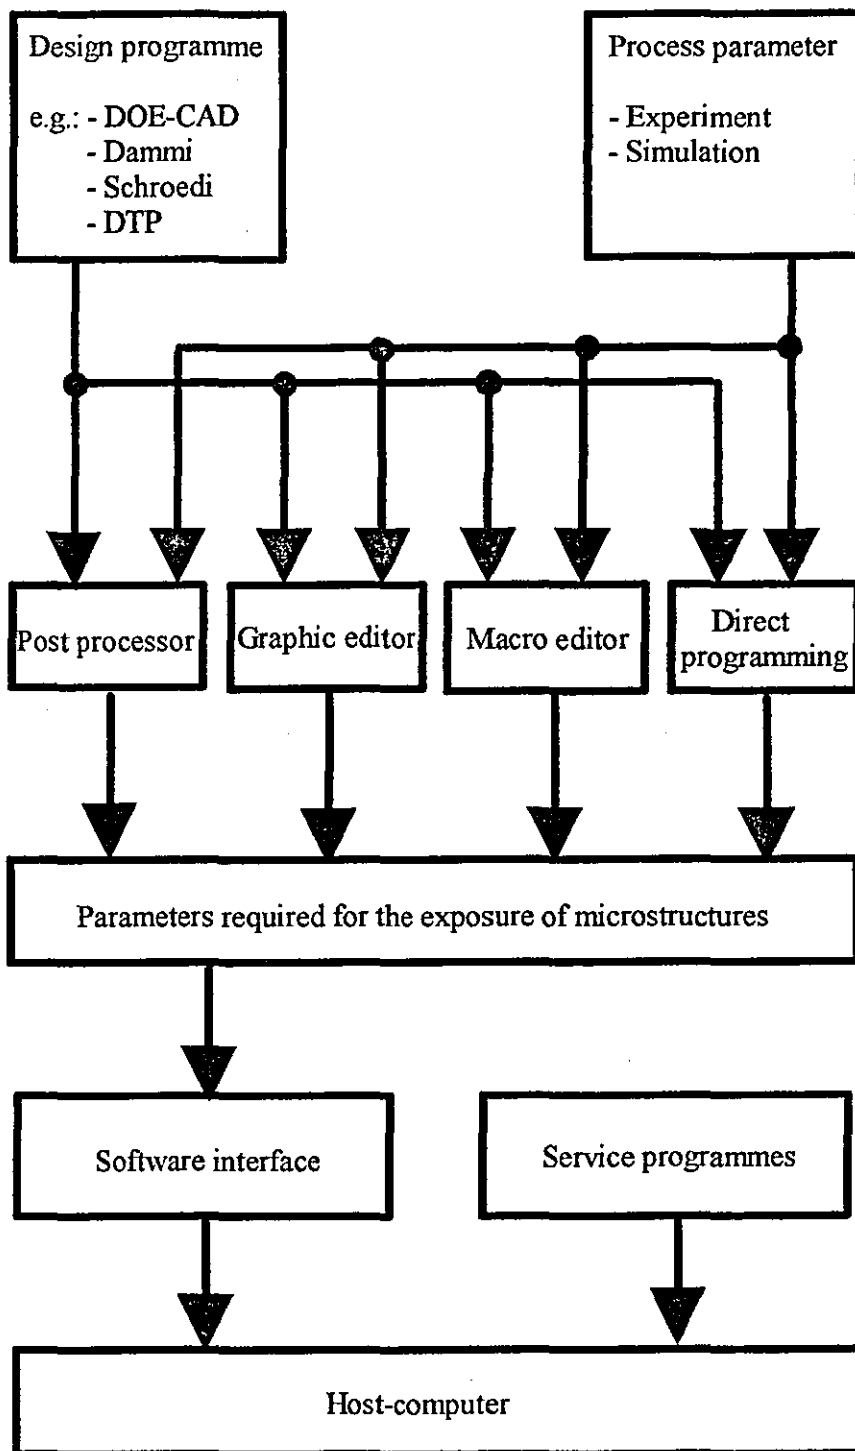 Design programme
e.g.: - DOE-CAD
- Dammi
- Schroedi
- DTP
Process parameter
- Experiment
- Simulation
Post processor
Graphic editor
Macro editor
Direct
programming
Parameters required for the exposure of microstructures
Software interface
Service programmes
Host-computer